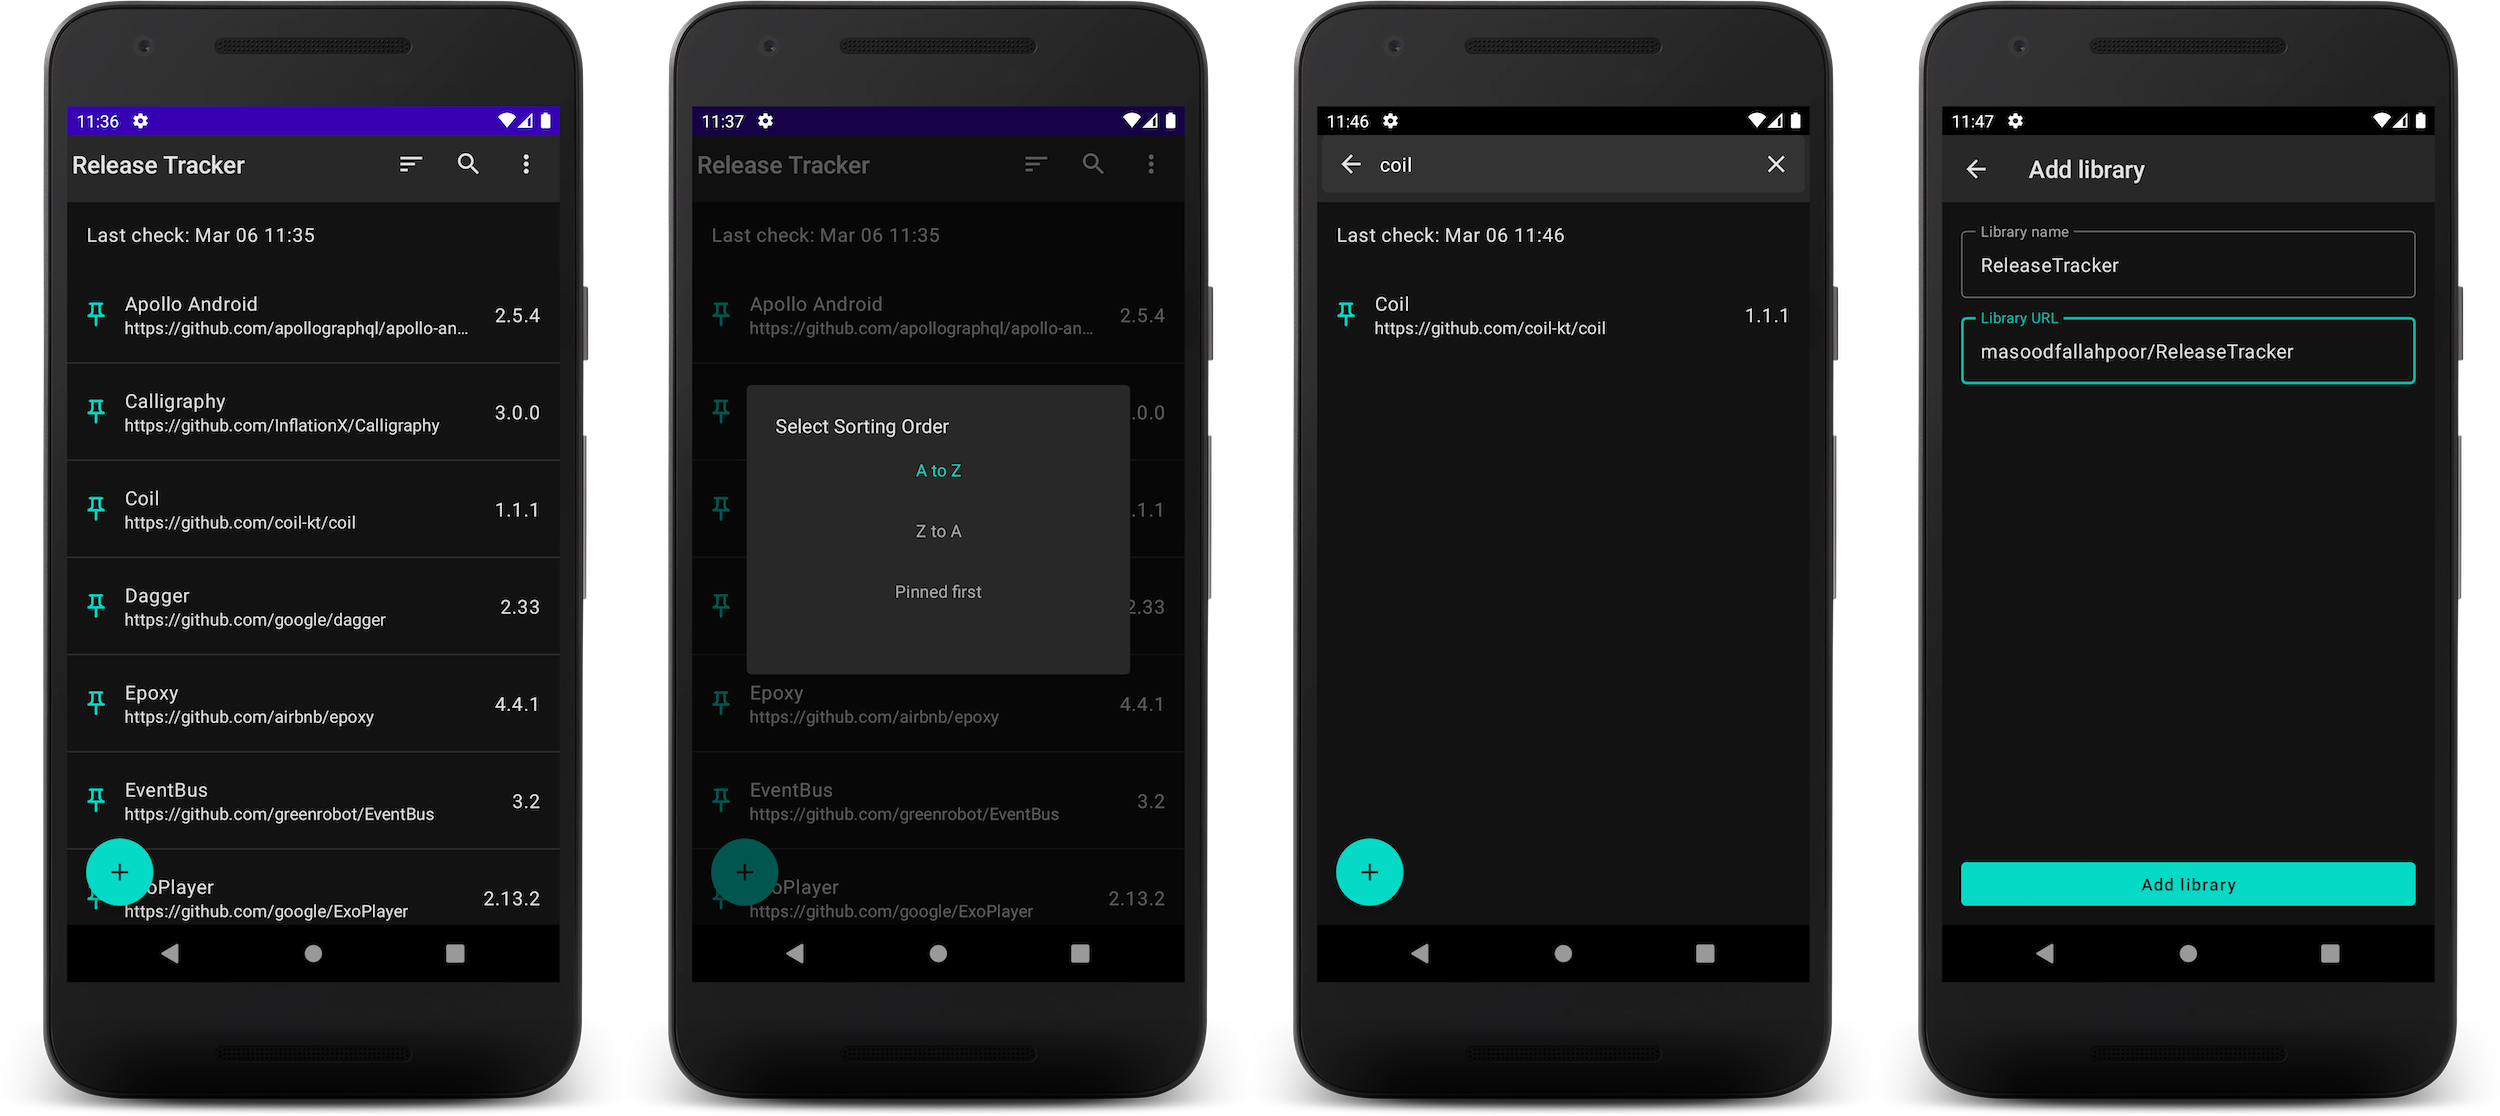 11:36
Release Tracker
Last check: Mar 06 11:35
Apollo Android
https://github.com/apollographql/apollo-an...
2.5.4
Calligraphy
https://github.com/InflationX/Calligraphy
3.0.0
Coil
https://github.com/coil-kt/coil
1.1.1
Dagger
https://github.com/google/dagger
2.33
Epoxy
https://github.com/airbnb/epoxy
4.4.1
EventBus
https://github.com/greenrobot/EventBus
3.2
oPlayer
https://github.com/google/ExoPlayer
2.13.2
11:37
Release Tracker
Last check: Mar 06 11:35
Apollo Android
https://github.com/apollographql/apollo-an...
2.5.4
.0.0
Select Sorting Order
A to Z
.1.1
Z to A
Pinned first
2.33
Epoxy
https://github.com/airbnb/epoxy
4.4.1
EventBus
https://github.com/greenrobot/EventBus
3.2
oPlayer
https://github.com/google/ExoPlayer
2.13.2
11:46
coil
Last check: Mar 06 11:46
Coil
https://github.com/coil-kt/coil
1.1.1
11:47
Add library
Library name
ReleaseTracker
Library URL
masoodfallahpoor/ReleaseTracker
Add library